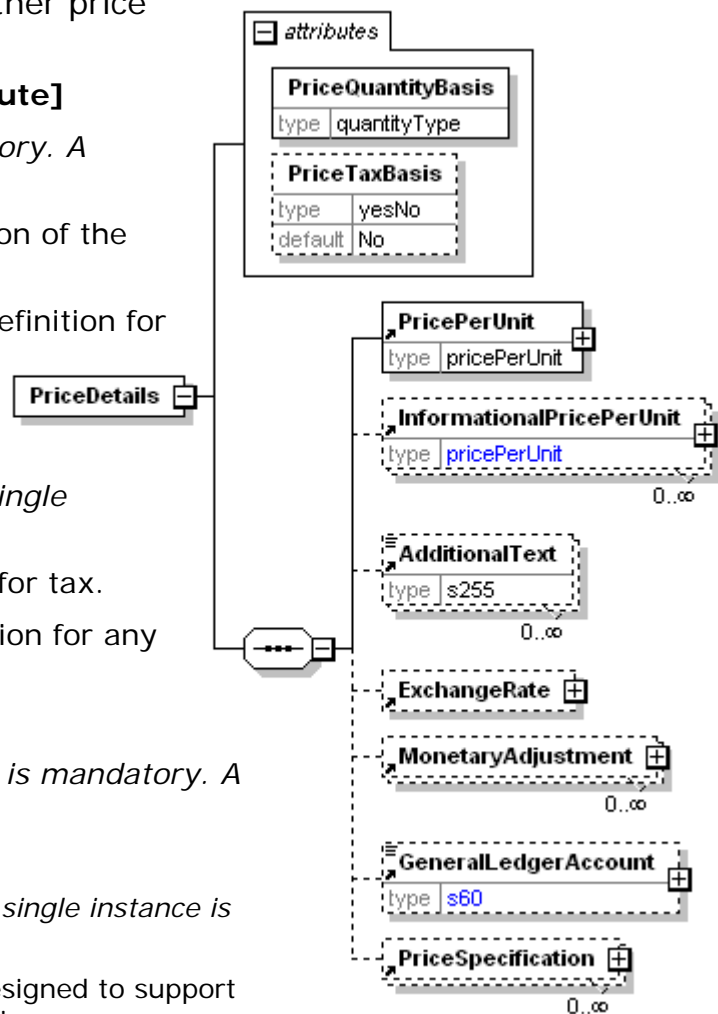 ther price
ute]
ory. A
on of the
efinition for
ingle
for tax.
ion for any
is mandatory. A
single instance is
signed to support
attributes
PriceQuantityBasis
type quantityType
PriceTaxBasis
type yesNo
default No
PriceDetails
PricePerUnit
type pricePerUnit
InformationalPricePerUnit
type pricePerUnit
0..∞
AdditionalText
type s255
0..∞
ExchangeRate
MonetaryAdjustment
0..∞
GeneralLedgerAccount
type s60
PriceSpecification
0..∞